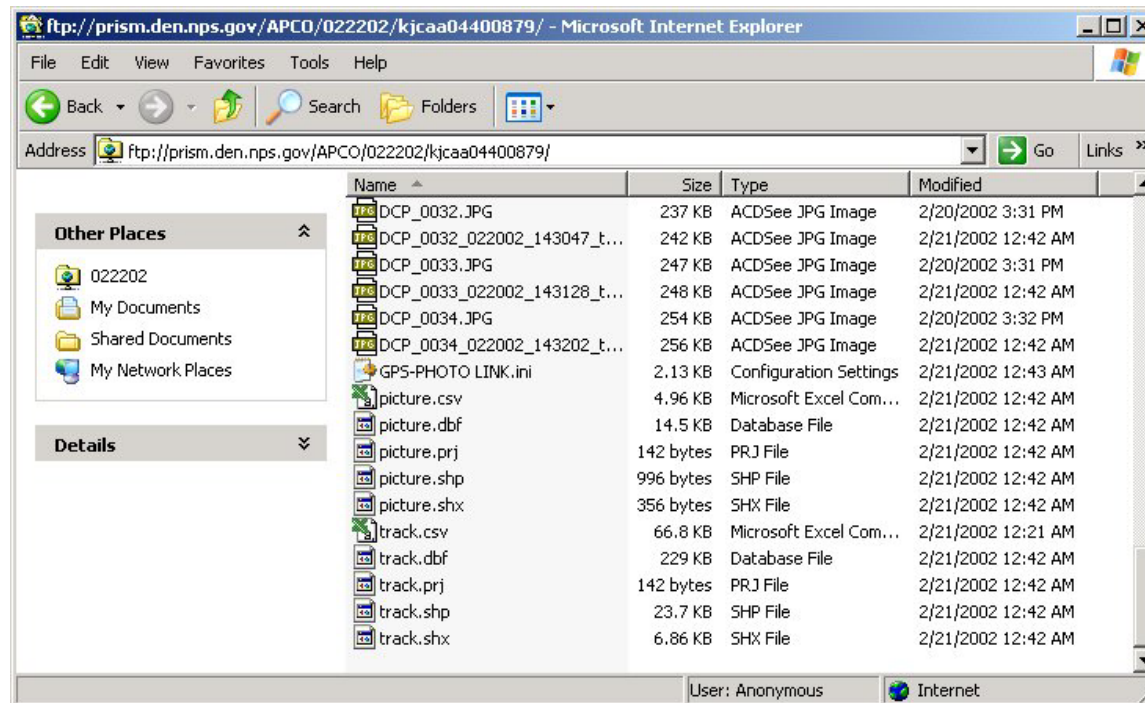 ftp://prism.den.nps.gov/APCO/022202/kjcaa04400879/ - Microsoft Internet Explorer
File Edit View Favorites Tools Help
Back Search Folders
Address ftp://prism.den.nps.gov/APCO/022202/kjcaa04400879/ Go Links »
Name Size Type Modified
Other Places
022202
My Documents
Shared Documents
My Network Places
Details
DCP_0032.JPG 237 KB ACDSee JPG Image 2/20/2002 3:31 PM
DCP_0032_022002_143047_t... 242 KB ACDSee JPG Image 2/21/2002 12:42 AM
DCP_0033.JPG 247 KB ACDSee JPG Image 2/20/2002 3:31 PM
DCP_0033_022002_143128_t... 248 KB ACDSee JPG Image 2/21/2002 12:42 AM
DCP_0034.JPG 254 KB ACDSee JPG Image 2/20/2002 3:32 PM
DCP_0034_022002_143202_t... 256 KB ACDSee JPG Image 2/21/2002 12:42 AM
GPS-PHOTO LINK.ini 2.13 KB Configuration Settings 2/21/2002 12:43 AM
picture.csv 4.96 KB Microsoft Excel Com... 2/21/2002 12:42 AM
picture.dbf 14.5 KB Database File 2/21/2002 12:42 AM
picture.prj 142 bytes PRJ File 2/21/2002 12:42 AM
picture.shp 996 bytes SHP File 2/21/2002 12:42 AM
picture.shx 356 bytes SHX File 2/21/2002 12:42 AM
track.csv 66.8 KB Microsoft Excel Com... 2/21/2002 12:21 AM
track.dbf 229 KB Database File 2/21/2002 12:42 AM
track.prj 142 bytes PRJ File 2/21/2002 12:42 AM
track.shp 23.7 KB SHP File 2/21/2002 12:42 AM
track.shx 6.86 KB SHX File 2/21/2002 12:42 AM
User: Anonymous Internet